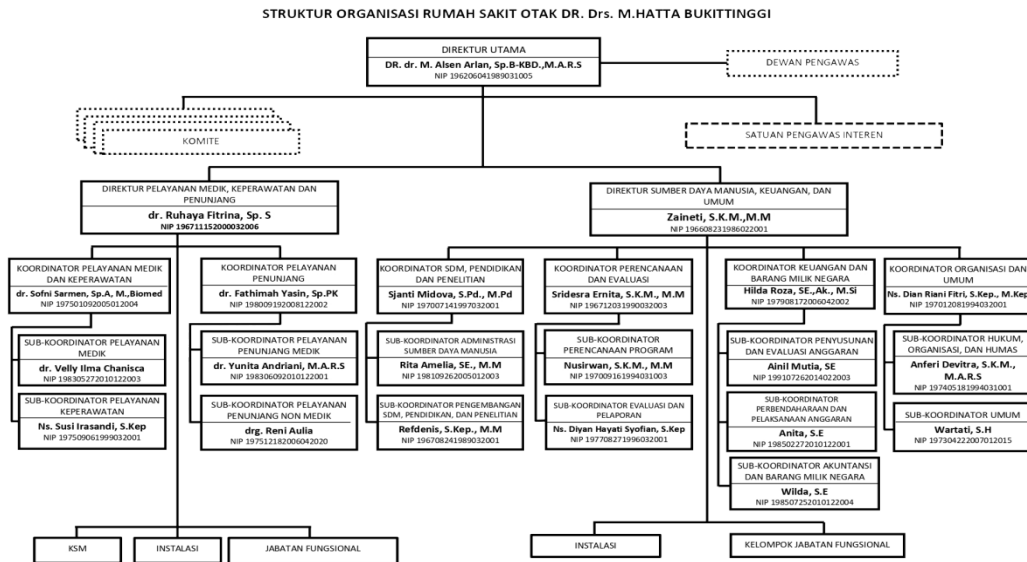 STRUKTUR ORGANISASI RUMAH SAKIT OTAK DR. Drs. M.HATTA BUKITTINGGI
DIREKTUR UTAMA
DR. dr. M. Alsen Arlan, Sp.B-KBD.,M.A.R.S
NIP 196206041989031005
DEWAN PENGAWAS
KOMITE
SATUAN PENGAWAS INTEREN
DIREKTUR PELAYANAN MEDIK, KEPERAWATAN DAN
PENUNJANG
dr. Ruhaya Fitrina, Sp. S
NIP 196711152000032006
DIREKTUR SUMBER DAYA MANUSIA, KEUANGAN, DAN
UMUM
Zaineti, S.K.M.,M.M
NIP 196608231986022001
KOORDINATOR PELAYANAN MEDIK
DAN KEPERAWATAN
dr. Sofni Sarmen, Sp.A, M.,Biomed
NIP 197501092005012004
KOORDINATOR PELAYANAN
PENUNJANG
dr. Fathimah Yasin, Sp.PK
NIP 198009192008122002
KOORDINATOR SDM, PENDIDIKAN
DAN PENELITIAN
Sjanti Midova, S.Pd., M.Pd
NIP 197007141997032001
KOORDINATOR PERENCANAAN
DAN EVALUASI
Sridesra Ernita, S.K.M., M.M
NIP 196712031990032003
KOORDINATOR KEUANGAN DAN
BARANG MILIK NEGARA
Hilda Roza, SE.,Ak., M.Si
NIP 197908172006042002
KOORDINATOR ORGANISASI DAN
UMUM
Ns. Dian Riani Fitri, S.Kep., M.Kep
NIP 197012081994032001
SUB-KOORDINATOR PELAYANAN
MEDIK
dr. Velly Ilma Chanisca
NIP 198305272010122003
SUB-KOORDINATOR PELAYANAN
PENUNJANG MEDIK
dr. Yunita Andriani, M.A.R.S
NIP 198306092010122001
SUB-KOORDINATOR ADMINISTRASI
SUMBER DAYA MANUSIA
Rita Amelia, SE., M.M
NIP 198109262005012003
SUB-KOORDINATOR
PERENCANAAN PROGRAM
Nusirwan, S.K.M., M.M
NIP 197009161994031003
SUB-KOORDINATOR PENYUSUNAN
DAN EVALUASI ANGGARAN
Ainil Mutia, SE
NIP 199107262014022003
SUB-KOORDINATOR HUKUM,
ORGANISASI, DAN HUMAS
Anferi Devitra, S.K.M.,
M.A.R.S
NIP 197405181994031001
SUB-KOORDINATOR PELAYANAN
KEPERAWATAN
Ns. Susi Irasandi, S.Kep
NIP 197509061999032001
SUB-KOORDINATOR PELAYANAN
PENUNJANG NON MEDIK
drg. Reni Aulia
NIP 197512182006042020
SUB-KOORDINATOR PENGEMBANGAN
SDM, PENDIDIKAN, DAN PENELITIAN
Refdenis, S.Kep., M.M
NIP 196708241989032001
SUB-KOORDINATOR EVALUASI DAN
PELAPORAN
Ns. Diyan Hayati Syofian, S.Kep
NIP 197708271996032001
SUB-KOORDINATOR
PERBENDAHARAAN DAN
PELAKSANAAN ANGGARAN
Anita, S.E
NIP 198502272010122001
SUB-KOORDINATOR UMUM
Wartati, S.H
NIP 197304222007012015
SUB-KOORDINATOR AKUNTANSI
DAN BARANG MILIK NEGARA
Wilda, S.E
NIP 198507252010122004
KSM
INSTALASI
JABATAN FUNGSIONAL
INSTALASI
KELOMPOK JABATAN FUNGSIONAL